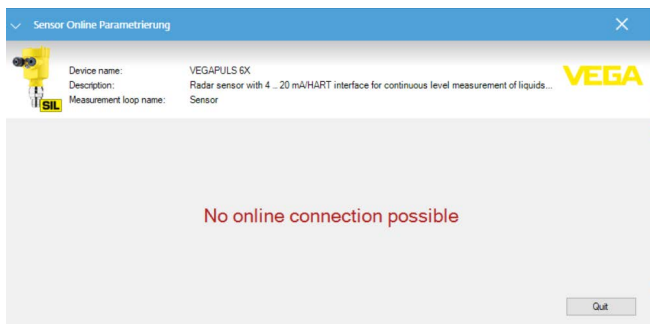 Sensor Online Parametrierung
Device name: VEGAPULS 6X
Description: Radar sensor with 4 ... 20 mA/HART interface for continuous level measurement of liquids...
Measurement loop name: Sensor
SIL
VEGA
No online connection possible
Quit